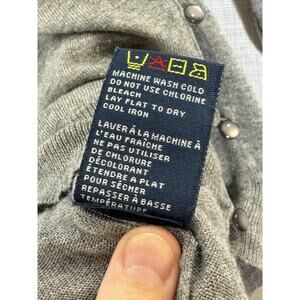 MACHINE WASH COLD
DO NOT USE CHLORINE
BLEACH
LAY FLAT TO DRY
COOL IRON
LAVER À LA MACHINE À
L'EAU FRAÎCHE
NE PAS UTILISER
DE CHLORURE
DÉCOLORANT
ÉTENDRE A PLAT
POUR SÉCHER
REPASSER À BASSE
TEMPÉRATURE